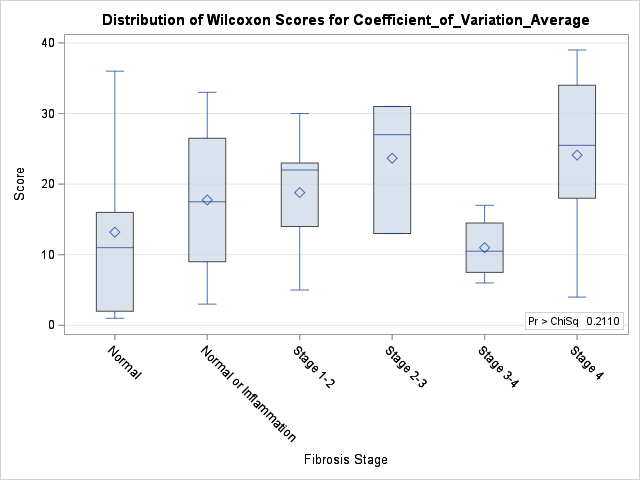 Distribution of Wilcoxon Scores for Coefficient_of_Variation_Average
40
30
20
10
0
Score
Pr > ChiSq 0.2110
Normal
Normal or Inflammation
Stage 1-2
Stage 2-3
Stage 3-4
Stage 4
Fibrosis Stage